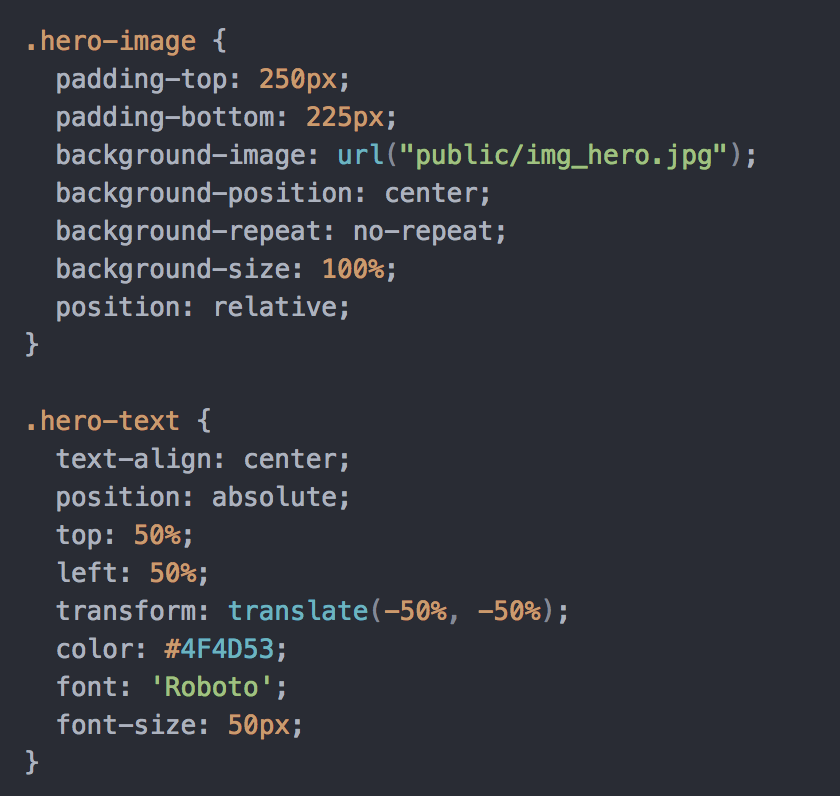 .hero-image {
  padding-top: 250px;
  padding-bottom: 225px;
  background-image: url("public/img_hero.jpg");
  background-position: center;
  background-repeat: no-repeat;
  background-size: 100%;
  position: relative;
}

.hero-text {
  text-align: center;
  position: absolute;
  top: 50%;
  left: 50%;
  transform: translate(-50%, -50%);
  color: #4F4D53;
  font: 'Roboto';
  font-size: 50px;
}